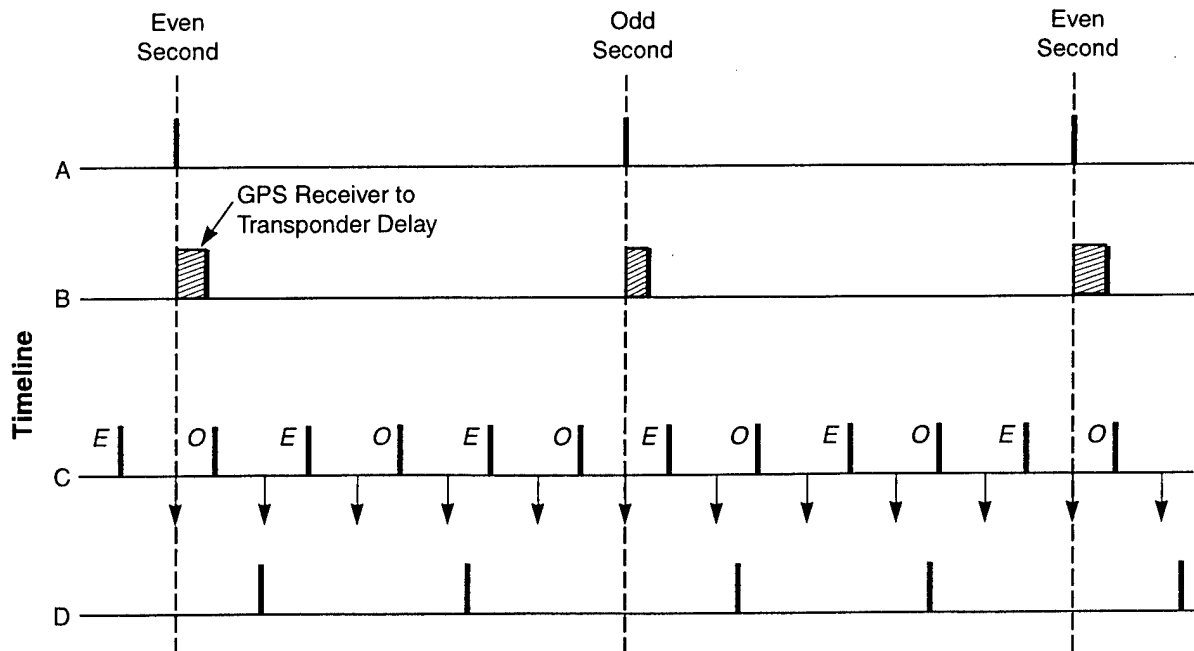 Even
Second
Odd
Second
Even
Second
A
GPS Receiver to
Transponder Delay
B
Timeline
E O E O E O E O E O E O
C
D